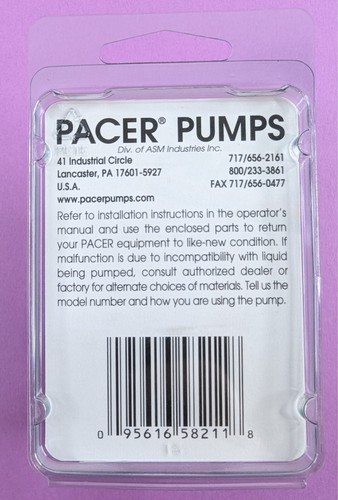 PACER® PUMPS
Div. of ASM Industries Inc.
41 Industrial Circle 717/656-2161
Lancaster, PA 17601-5927 800/233-3861
U.S.A. FAX 717/656-0477
www.pacerpumps.com
Refer to installation instructions in the operator's
manual and use the enclosed parts to return
your PACER equipment to like-new condition. If
malfunction is due to incompatibility with liquid
being pumped, consult authorized dealer or
factory for alternate choices of materials. Tell us the
model number and how you are using the pump.
0 95616 58211 8